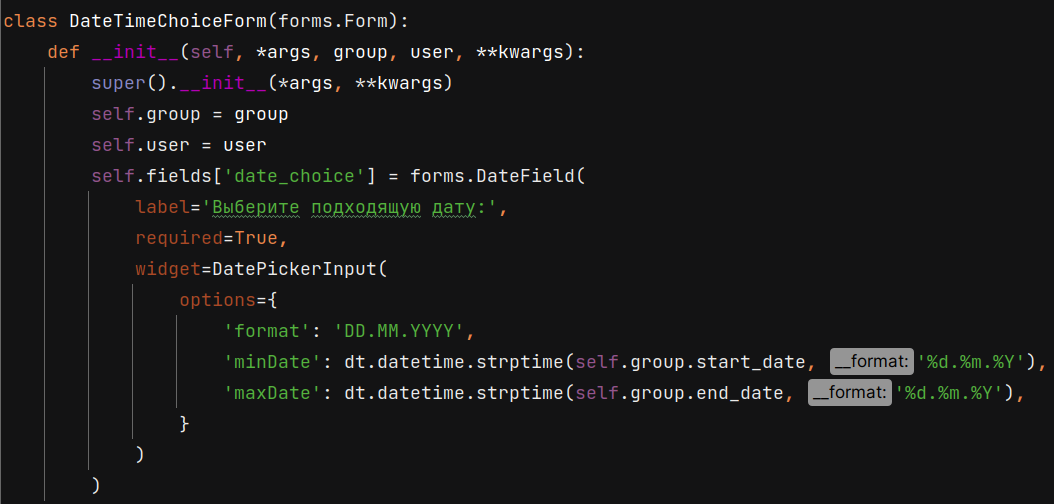 class DateTimeChoiceForm(forms.Form):
    def __init__(self, *args, group, user, **kwargs):
        super().__init__(*args, **kwargs)
        self.group = group
        self.user = user
        self.fields['date_choice'] = forms.DateField(
            label='Выберите подходящую дату:',
            required=True,
            widget=DatePickerInput(
                options={
                    'format': 'DD.MM.YYYY',
                    'minDate': dt.datetime.strptime(self.group.start_date, __format: '%d.%m.%Y'),
                    'maxDate': dt.datetime.strptime(self.group.end_date, __format: '%d.%m.%Y'),
                }
            )
        )